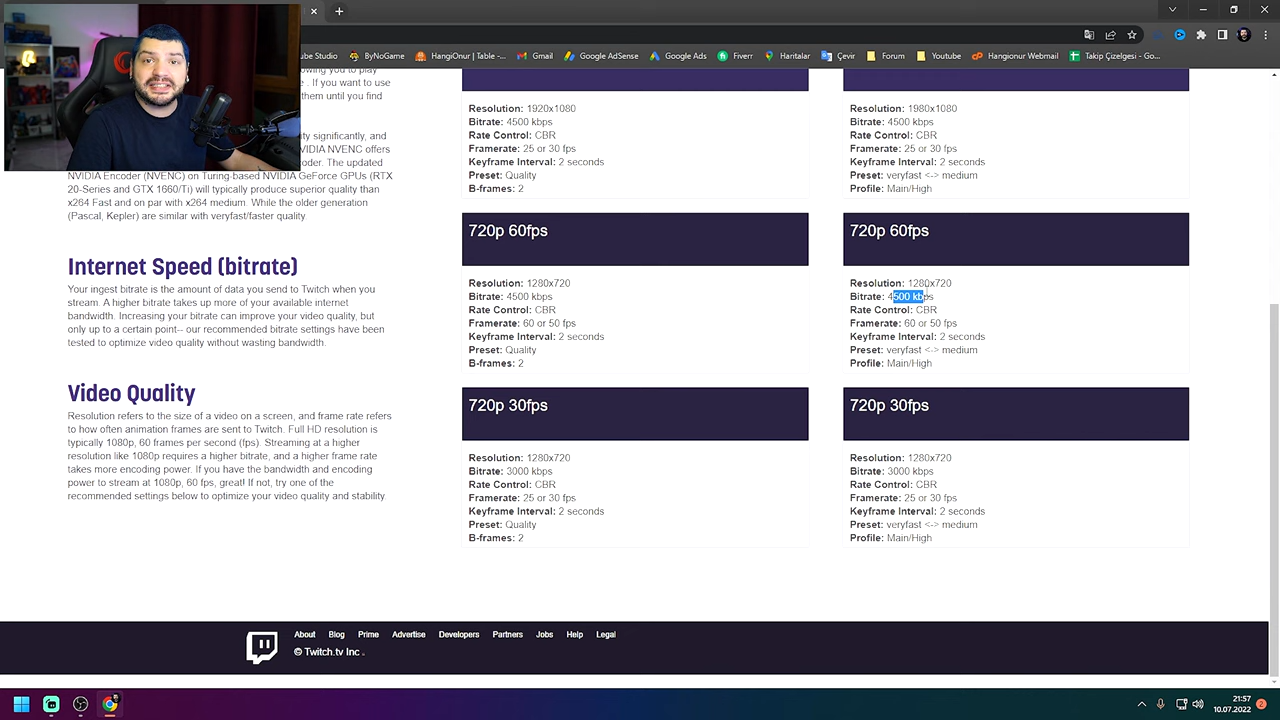 ube Studio
ByNoGame
HangiOnur | Table -...
Gmail
Google AdSense
Google Ads
Fiverr
Haritalar
Çevir
Forum
Youtube
Hangionur Webmail
Takip Çizelgesi - Go...
. If you want to use
them until you find
ty significantly, and
VIDIA NVENC offers
coder. The updated
NVIDIA Encoder (NVENC) on Turing-based NVIDIA GeForce GPUs (RTX
20-Series and GTX 1660/Ti) will typically produce superior quality than
x264 Fast and on par with x264 medium. While the older generation
(Pascal, Kepler) are similar with veryfast/faster quality.
Internet Speed (bitrate)
Your ingest bitrate is the amount of data you send to Twitch when you
stream. A higher bitrate takes up more of your available internet
bandwidth. Increasing your bitrate can improve your video quality, but
only up to a certain point-- our recommended bitrate settings have been
tested to optimize video quality without wasting bandwidth.
Video Quality
Resolution refers to the size of a video on a screen, and frame rate refers
to how often animation frames are sent to Twitch. Full HD resolution is
typically 1080p, 60 frames per second (fps). Streaming at a higher
resolution like 1080p requires a higher bitrate, and a higher frame rate
takes more encoding power. If you have the bandwidth and encoding
power to stream at 1080p, 60 fps, great! If not, try one of the
recommended settings below to optimize your video quality and stability.
Resolution: 1920x1080
Bitrate: 4500 kbps
Rate Control: CBR
Framerate: 25 or 30 fps
Keyframe Interval: 2 seconds
Preset: Quality
B-frames: 2
720p 60fps
Resolution: 1280x720
Bitrate: 4500 kbps
Rate Control: CBR
Framerate: 60 or 50 fps
Keyframe Interval: 2 seconds
Preset: Quality
B-frames: 2
720p 30fps
Resolution: 1280x720
Bitrate: 3000 kbps
Rate Control: CBR
Framerate: 25 or 30 fps
Keyframe Interval: 2 seconds
Preset: Quality
B-frames: 2
Resolution: 1980x1080
Bitrate: 4500 kbps
Rate Control: CBR
Framerate: 25 or 30 fps
Keyframe Interval: 2 seconds
Preset: veryfast <-> medium
Profile: Main/High
720p 60fps
Resolution: 1280x720
Bitrate: 4500 kbps
Rate Control: CBR
Framerate: 60 or 50 fps
Keyframe Interval: 2 seconds
Preset: veryfast <-> medium
Profile: Main/High
720p 30fps
Resolution: 1280x720
Bitrate: 3000 kbps
Rate Control: CBR
Framerate: 25 or 30 fps
Keyframe Interval: 2 seconds
Preset: veryfast <-> medium
Profile: Main/High
About Blog Prime Advertise Developers Partners Jobs Help Legal
© Twitch.tv Inc .
21:57
10.07.2022
2